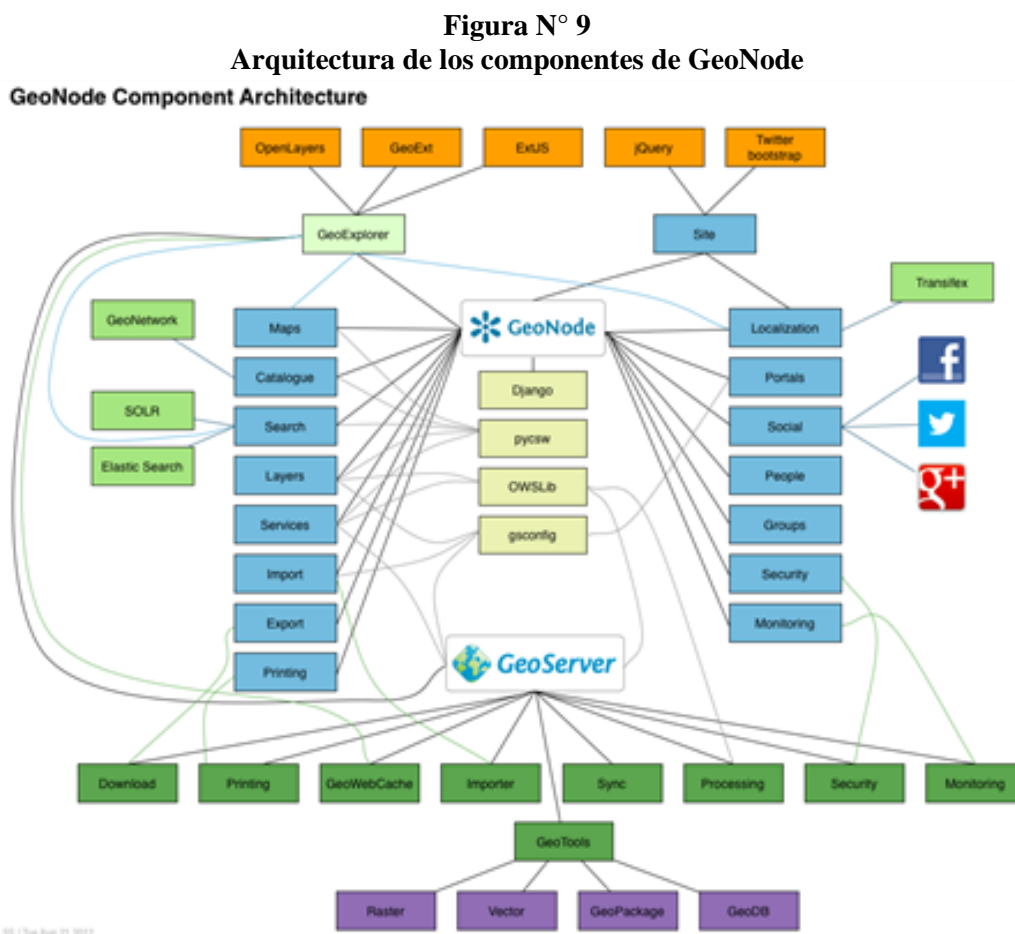 Figura N° 9
Arquitectura de los componentes de GeoNode
GeoNode Component Architecture
OpenLayers
GeoExt
ExtJS
jQuery
Twitter
bootstrap
GeoExplorer
Site
Transifex
GeoNetwork
Maps
GeoNode
Localization
Catalogue
Django
Portals
SOLR
Search
pycsw
Social
Elastic Search
Layers
OWSLib
People
g+
Services
gsconfig
Groups
Import
Security
Export
Monitoring
Printing
GeoServer
Download
Printing
GeoWebCache
Importer
Sync
Processing
Security
Monitoring
GeoTools
Raster
Vector
GeoPackage
GeoDB